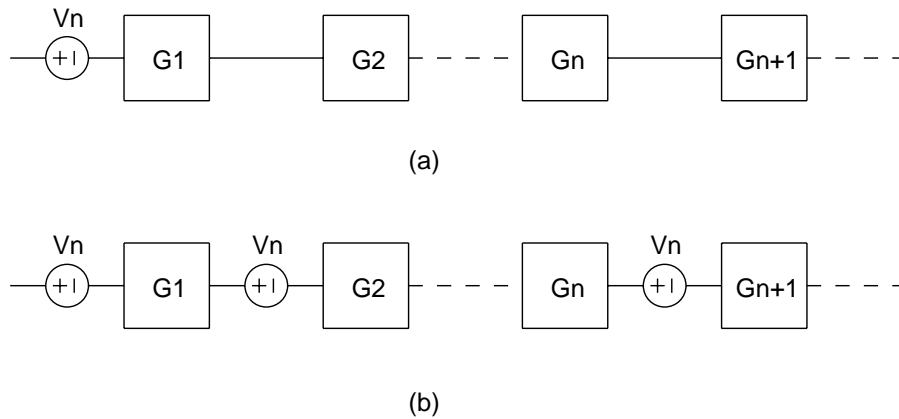 Vn
+ I G1 G2 Gn Gn+1
(a)
Vn Vn Vn
+ I G1 + I G2 Gn + I Gn+1
(b)